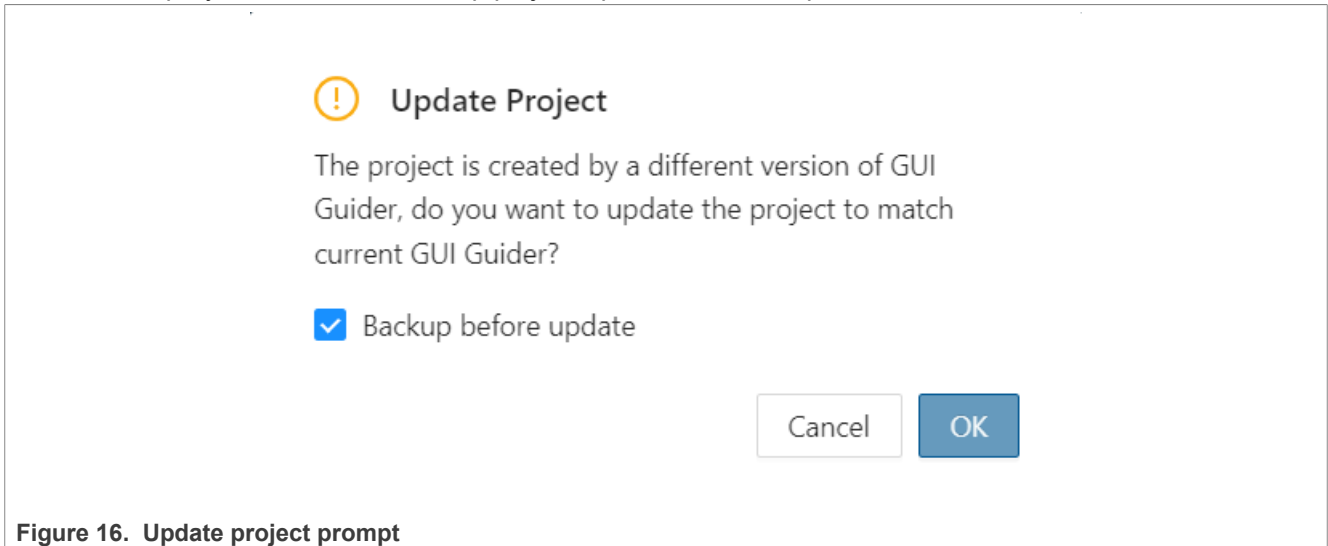 Update Project
The project is created by a different version of GUI
Guider, do you want to update the project to match
current GUI Guider?
Backup before update
Cancel
OK
Figure 16. Update project prompt